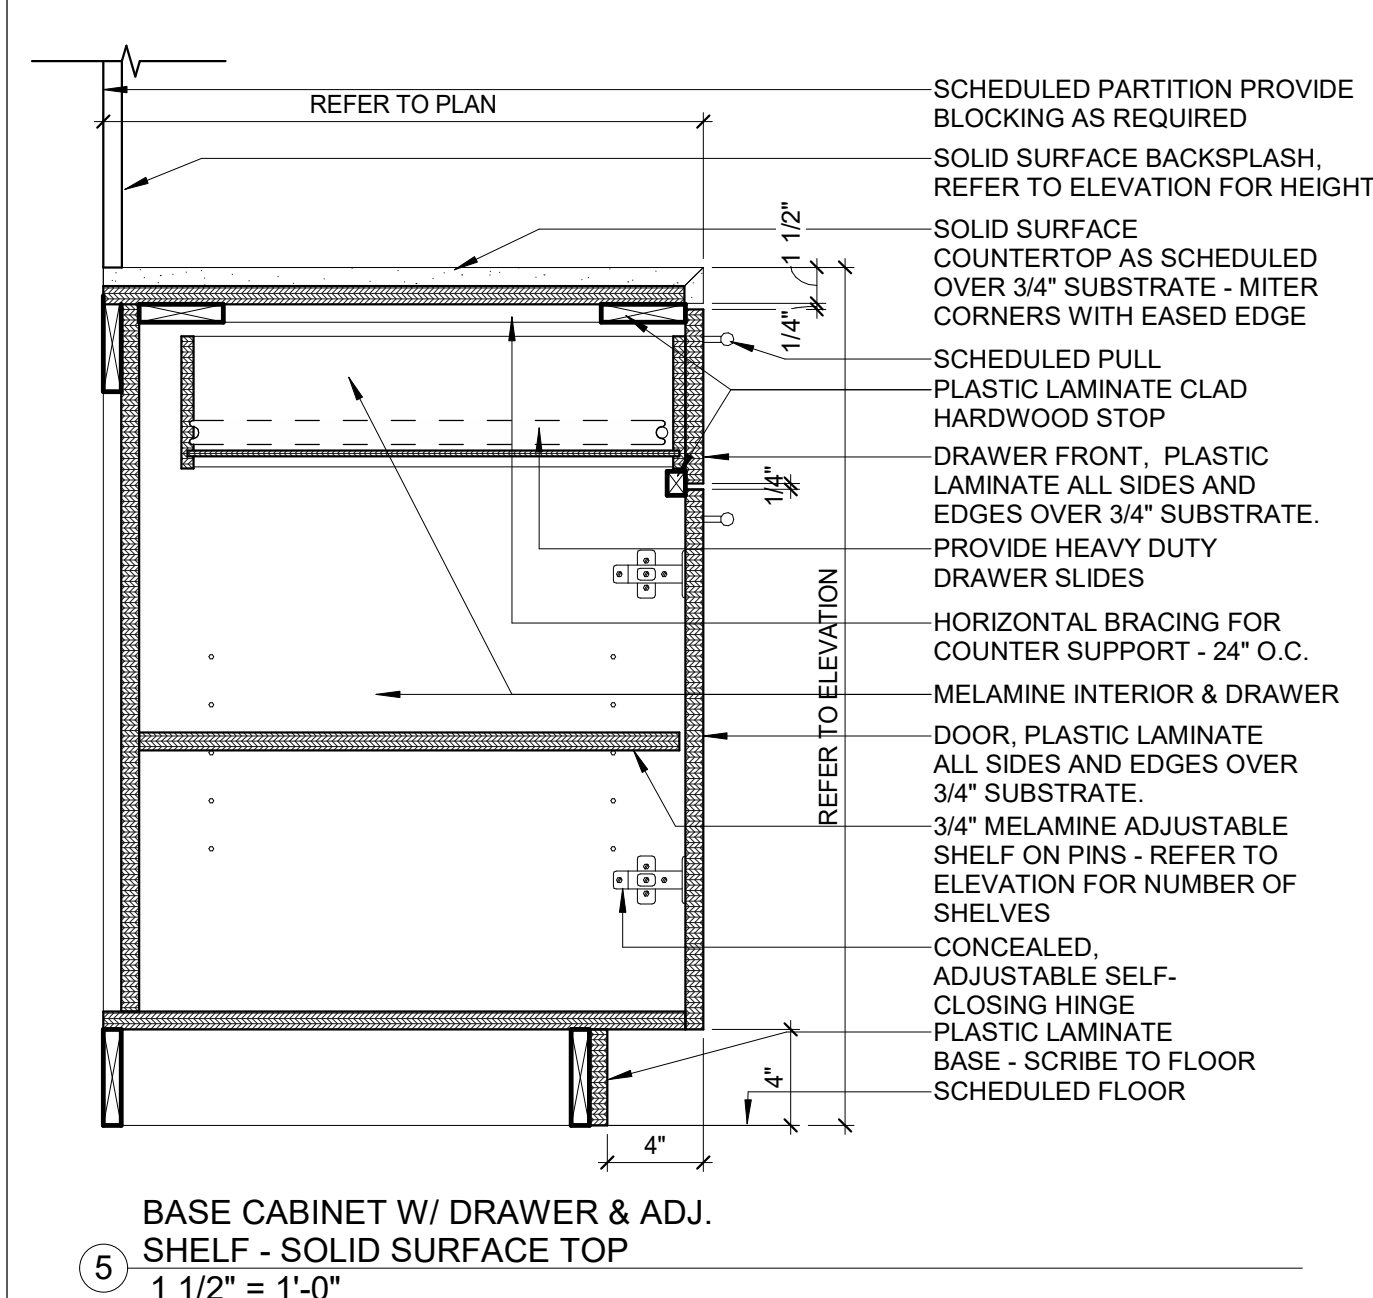 REFER TO PLAN
SCHEDULED PARTITION PROVIDE
BLOCKING AS REQUIRED
SOLID SURFACE BACKSPLASH,
REFER TO ELEVATION FOR HEIGHT
SOLID SURFACE
COUNTERTOP AS SCHEDULED
OVER 3/4" SUBSTRATE - MITER
CORNERS WITH EASED EDGE
SCHEDULED PULL
PLASTIC LAMINATE CLAD
HARDWOOD STOP
DRAWER FRONT, PLASTIC
LAMINATE ALL SIDES AND
EDGES OVER 3/4" SUBSTRATE.
PROVIDE HEAVY DUTY
DRAWER SLIDES
HORIZONTAL BRACING FOR
COUNTER SUPPORT - 24" O.C.
MELAMINE INTERIOR & DRAWER
DOOR, PLASTIC LAMINATE
ALL SIDES AND EDGES OVER
3/4" SUBSTRATE.
3/4" MELAMINE ADJUSTABLE
SHELF ON PINS - REFER TO
ELEVATION FOR NUMBER OF
SHELVES
CONCEALED,
ADJUSTABLE SELF-
CLOSING HINGE
PLASTIC LAMINATE
BASE - SCRIBE TO FLOOR
SCHEDULED FLOOR
1 1/2"
1/4"
1/4"
REFER TO ELEVATION
4"
4"
BASE CABINET W/ DRAWER & ADJ.
SHELF - SOLID SURFACE TOP
5
1 1/2" = 1'-0"